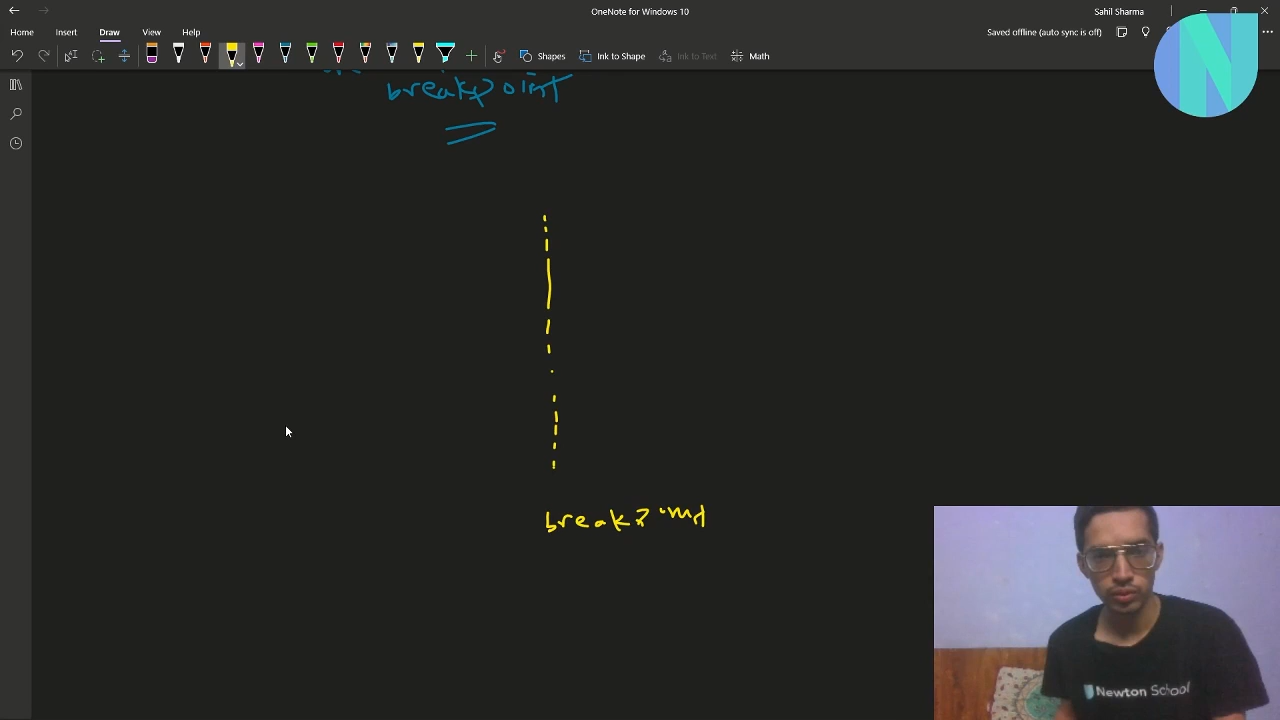 OneNote for Windows 10
Sahil Sharma
Home Insert Draw View Help
Saved offline (auto sync is off)
Shapes Ink to Shape Ink to Text Math
breakpoint
Newton School